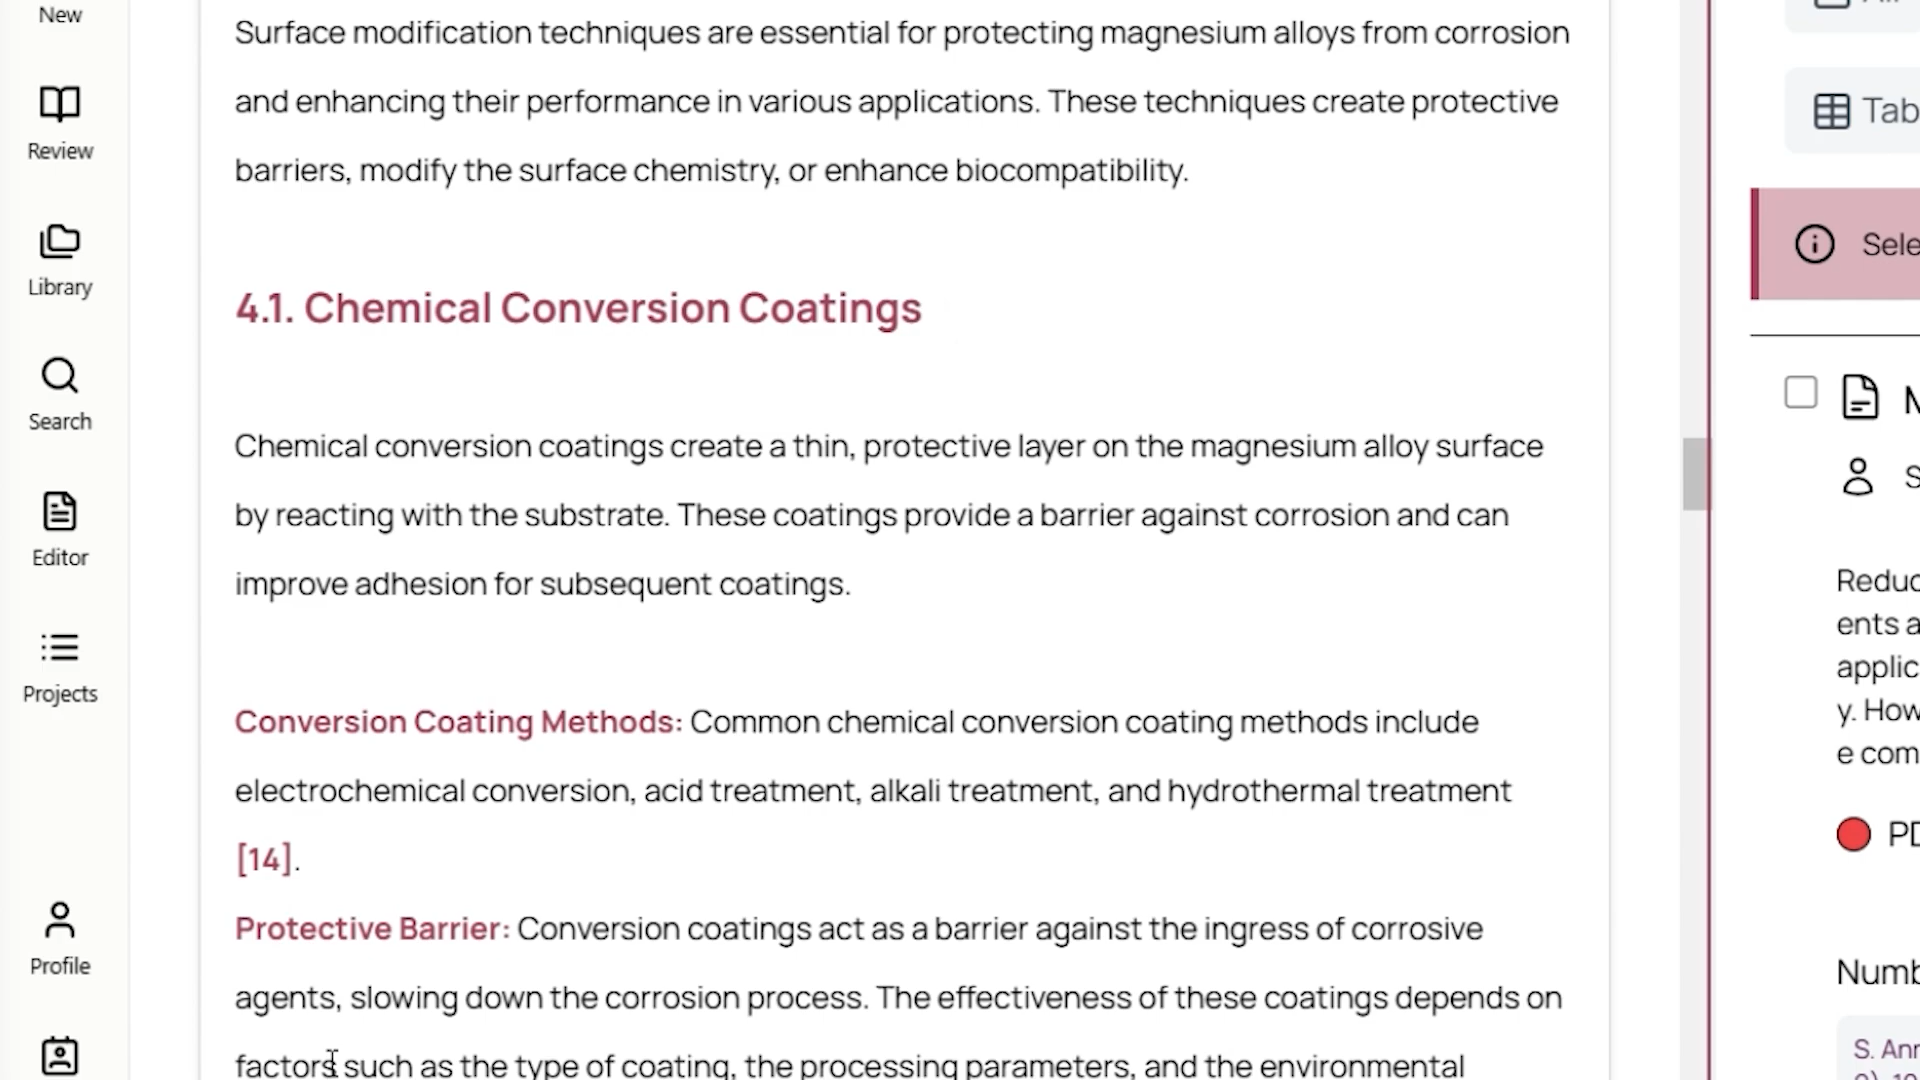 New
Review
Library
Search
Editor
Projects
Profile
Surface modification techniques are essential for protecting magnesium alloys from corrosion
and enhancing their performance in various applications. These techniques create protective
barriers, modify the surface chemistry, or enhance biocompatibility.
4.1. Chemical Conversion Coatings
Chemical conversion coatings create a thin, protective layer on the magnesium alloy surface
by reacting with the substrate. These coatings provide a barrier against corrosion and can
improve adhesion for subsequent coatings.
Conversion Coating Methods: Common chemical conversion coating methods include
electrochemical conversion, acid treatment, alkali treatment, and hydrothermal treatment
[14].
Protective Barrier: Conversion coatings act as a barrier against the ingress of corrosive
agents, slowing down the corrosion process. The effectiveness of these coatings depends on
factors such as the type of coating, the processing parameters, and the environmental
Tab
Sele
Reduc
ents a
applic
y. How
e com
PD
Numb
S. Ann